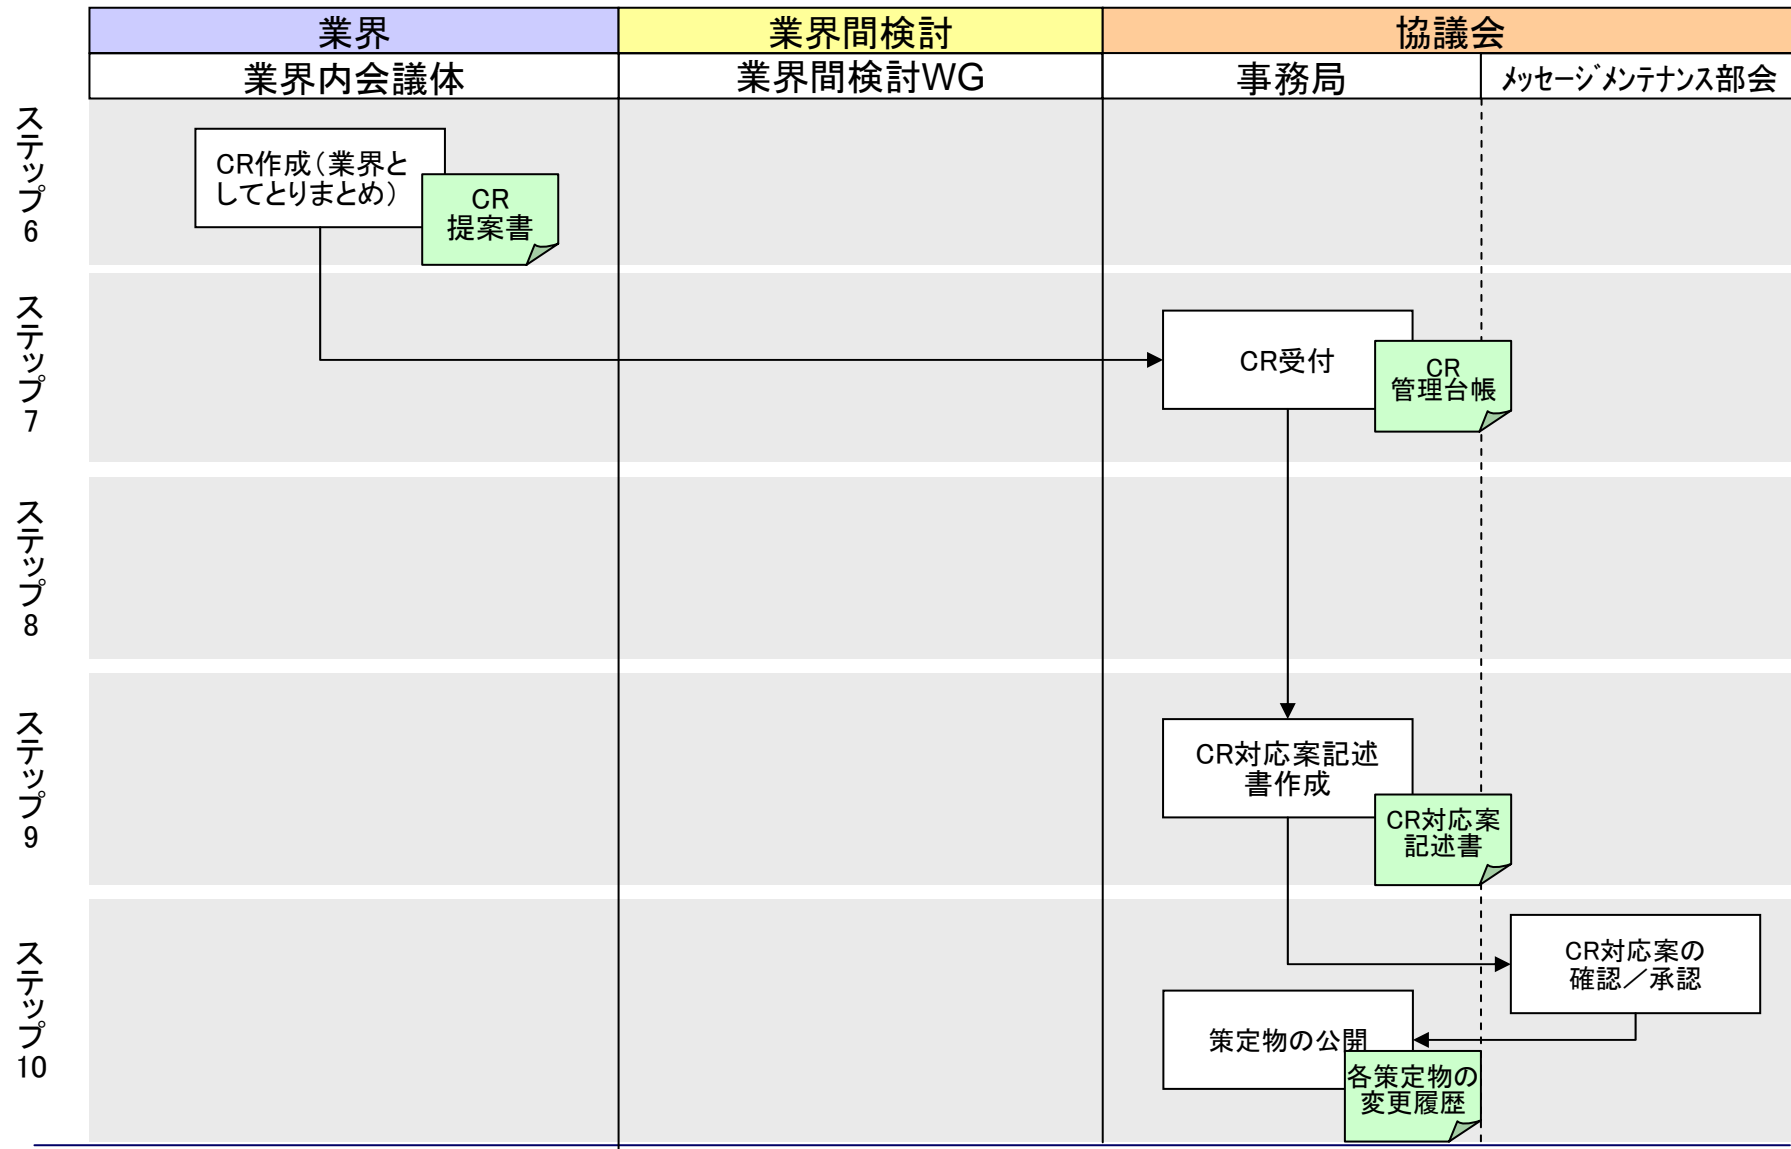 業界
業界間検討
協議会
業界内会議体
業界間検討WG
事務局
メッセージメンテナンス部会
ステップ6
CR作成（業界と
してとりまとめ）
CR
提案書
ステップ7
CR受付
CR
管理台帳
ステップ8
ステップ9
CR対応案記述
書作成
CR対応案
記述書
ステップ10
CR対応案の
確認／承認
策定物の公開
各策定物の
変更履歴